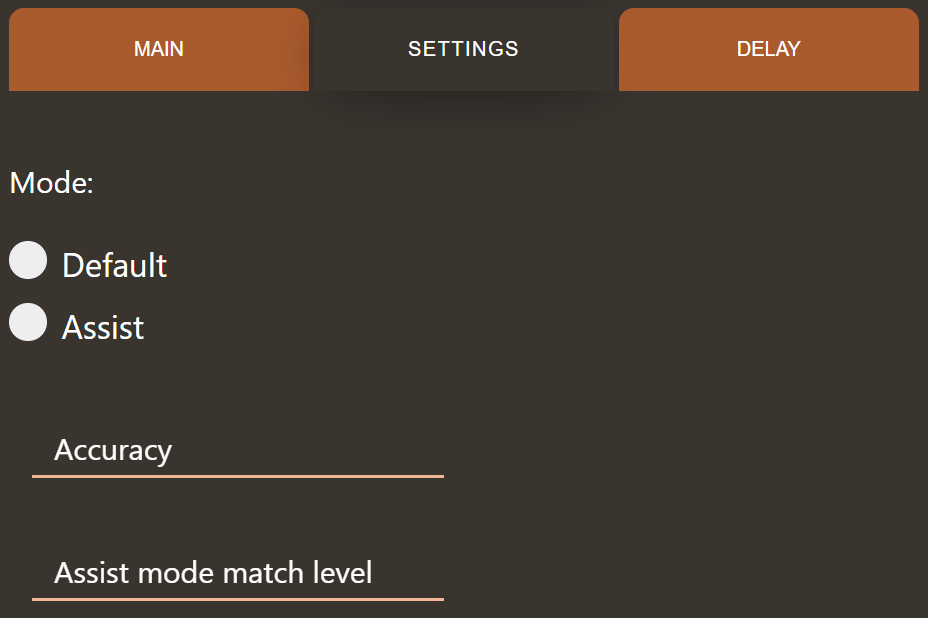 MAIN
SETTINGS
DELAY
Mode:
Default
Assist
Accuracy
Assist mode match level